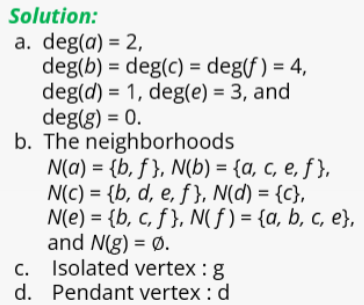 Solution:
a. deg(a) = 2,
deg(b) = deg(c) = deg(f) = 4,
deg(d) = 1, deg(e) = 3, and
deg(g) = 0.
b. The neighborhoods
N(a) = {b, f}, N(b) = {a, c, e, f},
N(c) = {b, d, e, f}, N(d) = {c},
N(e) = {b, c, f}, N(f) = {a, b, c, e},
and N(g) = ø.
c. Isolated vertex : g
d. Pendant vertex : d